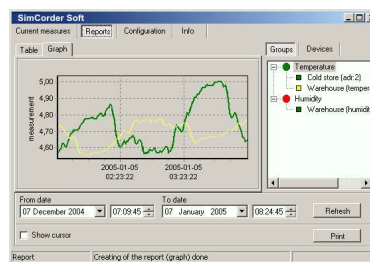 SimCorder Soft
Current measures Reports Configuration Info
Table Graph
Groups Devices
measurement
5,00
4,90
4,80
4,70
4,60
2005-01-05 2005-01-05
02:23:22 03:23:22
Temperature
Cold store (adr:2)
Warehouse (temper
Humidity
Warehouse (humidit
From date To date
07 December 2004 07:09:45 07 January 2005 08:24:45 Refresh
Show cursor Print
Report Creating of the report (graph) done